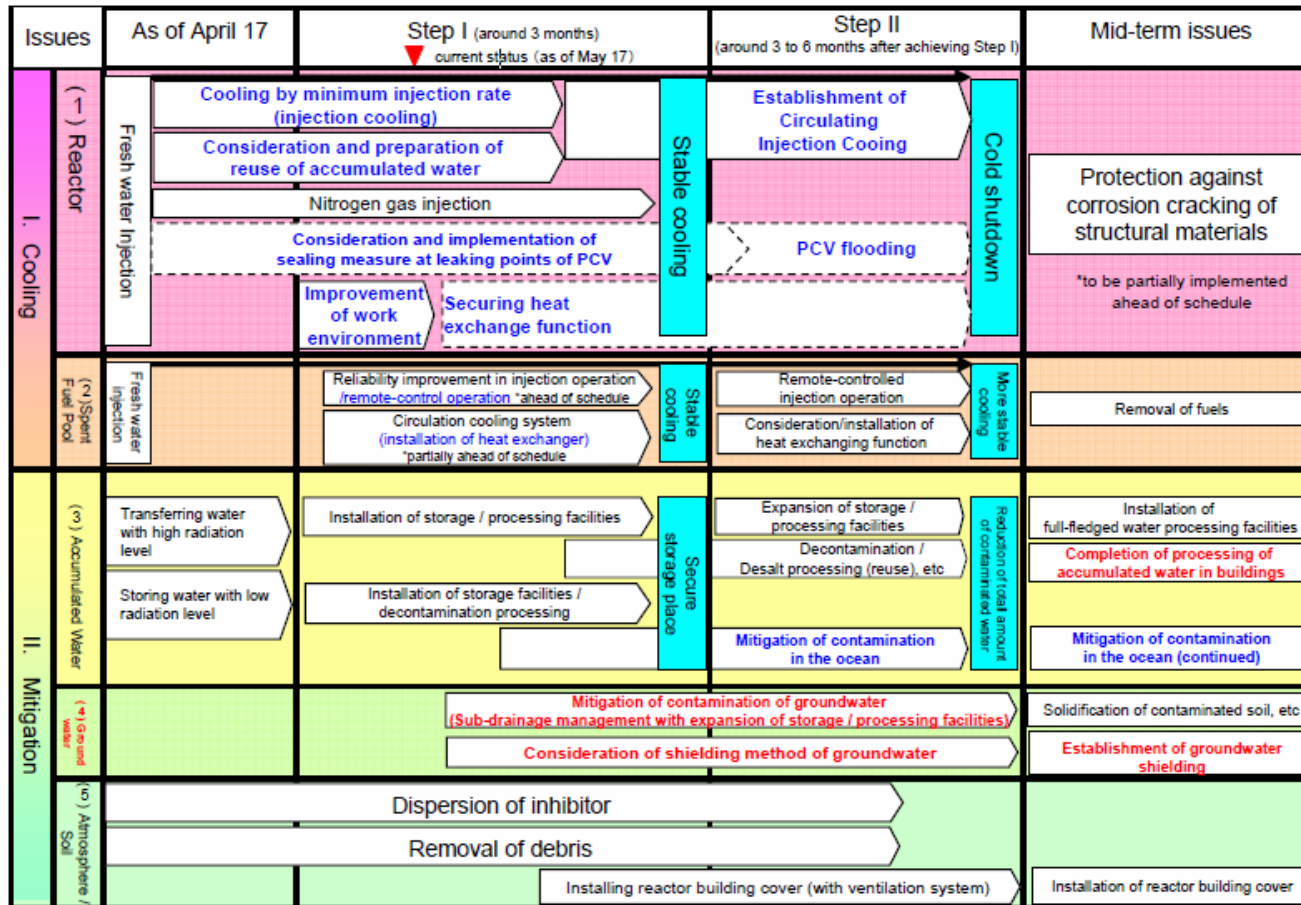 Issues
As of April 17
Step I (around 3 months)
current status (as of May 17)
Step II
(around 3 to 6 months after achieving Step I)
Mid-term issues
I. Cooling
(1) Reactor
Fresh water Injection
Cooling by minimum injection rate
(injection cooling)
Consideration and preparation of
reuse of accumulated water
Nitrogen gas injection
Consideration and implementation of
sealing measure at leaking points of PCV
Improvement
of work
environment
Securing heat
exchange function
Stable cooling
Establishment of
Circulating
Injection Cooing
PCV flooding
Cold shutdown
Protection against
corrosion cracking of
structural materials
*to be partially implemented
ahead of schedule
(2)Spent
Fuel Pool
Fresh water
injection
Reliability improvement in injection operation
/remote-control operation *ahead of schedule
Circulation cooling system
(installation of heat exchanger)
*partially ahead of schedule
Stable
cooling
Remote-controlled
injection operation
Consideration/installation of
heat exchanging function
More stable
cooling
Removal of fuels
II. Mitigation
(3) Accumulated Water
Transferring water
with high radiation
level
Storing water with low
radiation level
Installation of storage / processing facilities
Installation of storage facilities /
decontamination processing
Secure
storage place
Expansion of storage /
processing facilities
Decontamination /
Desalt processing (reuse), etc
Mitigation of contamination
in the ocean
Reduction of total amount
of contaminated water
Installation of
full-fledged water processing facilities
Completion of processing of
accumulated water in buildings
Mitigation of contamination
in the ocean (continued)
(4)Ground
water
Mitigation of contamination of groundwater
(Sub-drainage management with expansion of storage / processing facilities)
Consideration of shielding method of groundwater
Solidification of contaminated soil, etc
Establishment of groundwater
shielding
(5) Atmosphere /
Soil
Dispersion of inhibitor
Removal of debris
Installing reactor building cover (with ventilation system)
Installation of reactor building cover